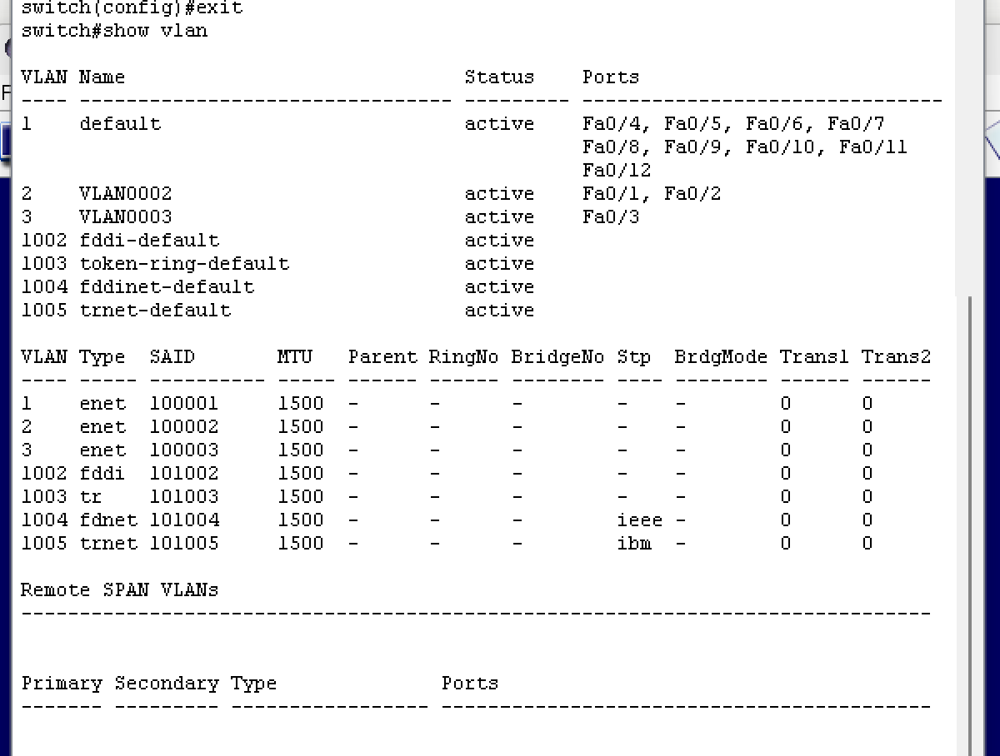 switch(config)#exit
switch#show vlan
VLAN Name                             Status    Ports
---- -------------------------------- --------- -------------------------------
1    default                          active    Fa0/4, Fa0/5, Fa0/6, Fa0/7
                                                Fa0/8, Fa0/9, Fa0/10, Fa0/11
                                                Fa0/12
2    VLAN0002                         active    Fa0/1, Fa0/2
3    VLAN0003                         active    Fa0/3
1002 fddi-default                     active
1003 token-ring-default               active
1004 fddinet-default                  active
1005 trnet-default                    active
VLAN Type  SAID       MTU   Parent RingNo BridgeNo Stp  BrdgMode Trans1 Trans2
---- ----- ---------- ----- ------ ------ -------- ---- -------- ------ ------
1    enet  100001     1500  -      -      -        -    -        0      0
2    enet  100002     1500  -      -      -        -    -        0      0
3    enet  100003     1500  -      -      -        -    -        0      0
1002 fddi  101002     1500  -      -      -        -    -        0      0
1003 tr    101003     1500  -      -      -        -    -        0      0
1004 fdnet 101004     1500  -      -      -        ieee -        0      0
1005 trnet 101005     1500  -      -      -        ibm  -        0      0
Remote SPAN VLANs
------------------------------------------------------------------------------
Primary Secondary Type              Ports
------- --------- ----------------- ------------------------------------------